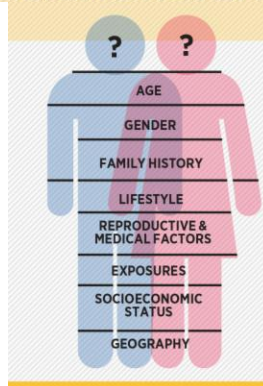 ? ?
AGE
GENDER
FAMILY HISTORY
LIFESTYLE
REPRODUCTIVE &
MEDICAL FACTORS
EXPOSURES
SOCIOECONOMIC
STATUS
GEOGRAPHY